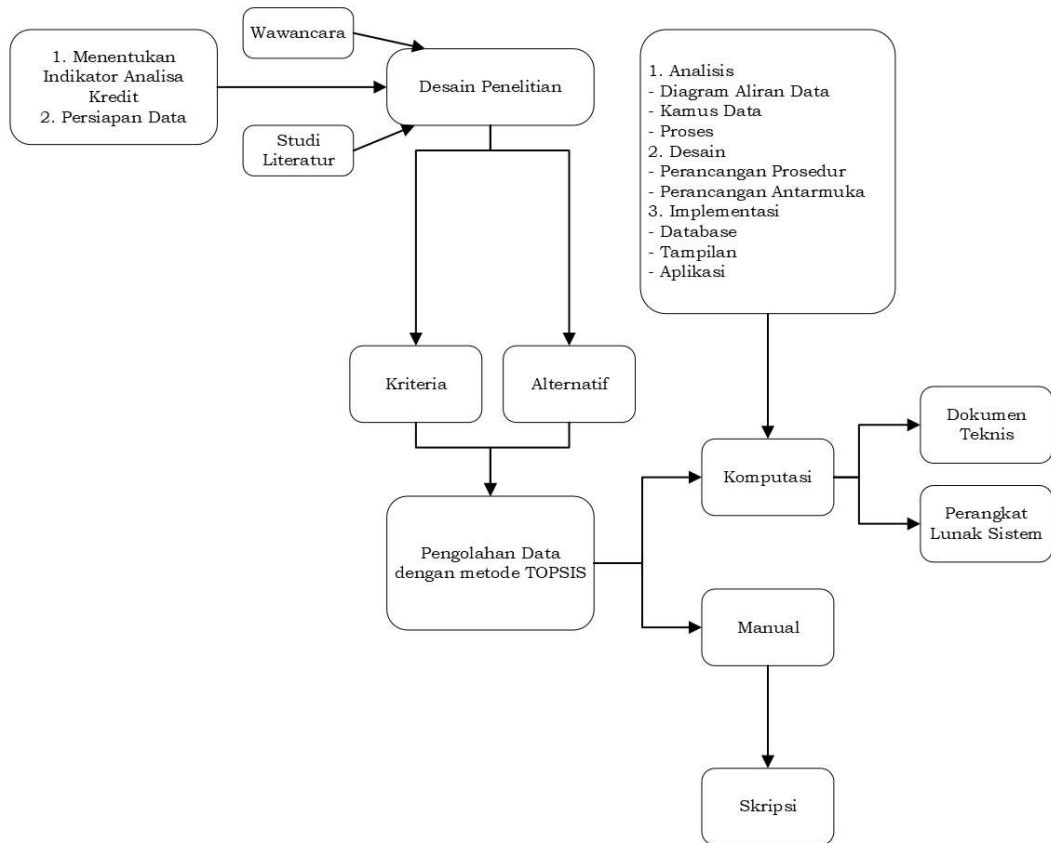 1. Menentukan
Indikator Analisa
Kredit
2. Persiapan Data
Wawancara
Studi
Literatur
Desain Penelitian
1. Analisis
- Diagram Aliran Data
- Kamus Data
- Proses
2. Desain
- Perancangan Prosedur
- Perancangan Antarmuka
3. Implementasi
- Database
- Tampilan
- Aplikasi
Kriteria
Alternatif
Pengolahan Data
dengan metode TOPSIS
Komputasi
Dokumen
Teknis
Perangkat
Lunak Sistem
Manual
Skripsi